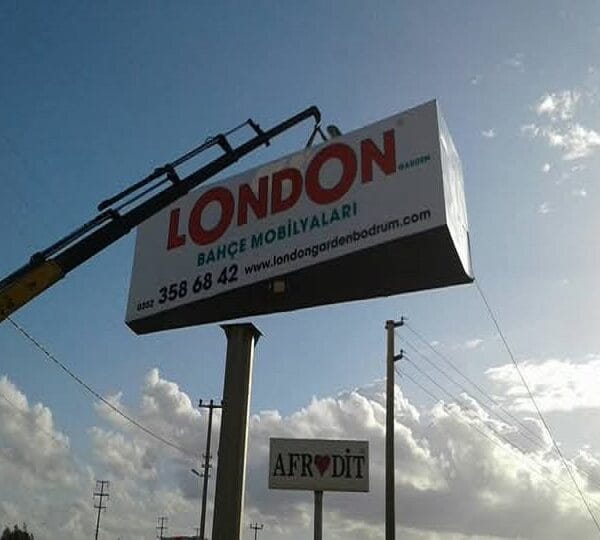 LONDON GARDEN
BAHÇE MOBİLYALARI
0252 358 68 42 www.londongardenbodrum.com
AFR♥DİT